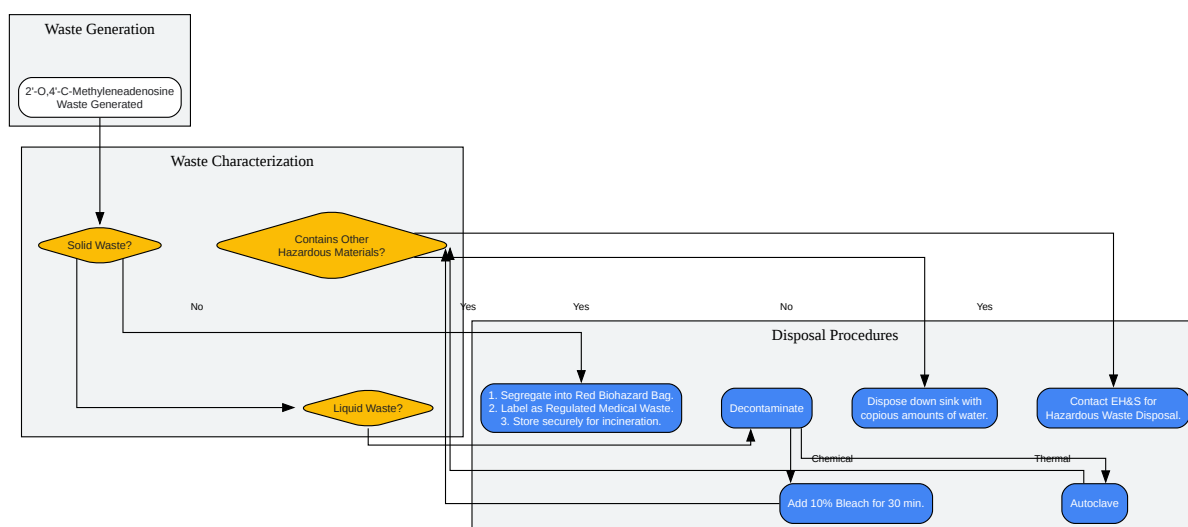 Waste Generation
2'-O,4'-C-Methyleneadenosine
Waste Generated
Waste Characterization
Solid Waste?
Contains Other
Hazardous Materials?
No
Yes
Yes
No
Yes
Disposal Procedures
1. Segregate into Red Biohazard Bag.
2. Label as Regulated Medical Waste.
3. Store securely for incineration.
Liquid Waste?
Decontaminate
Dispose down sink with
copious amounts of water.
Contact EH&S for
Hazardous Waste Disposal.
Chemical
Thermal
Add 10% Bleach for 30 min.
Autoclave